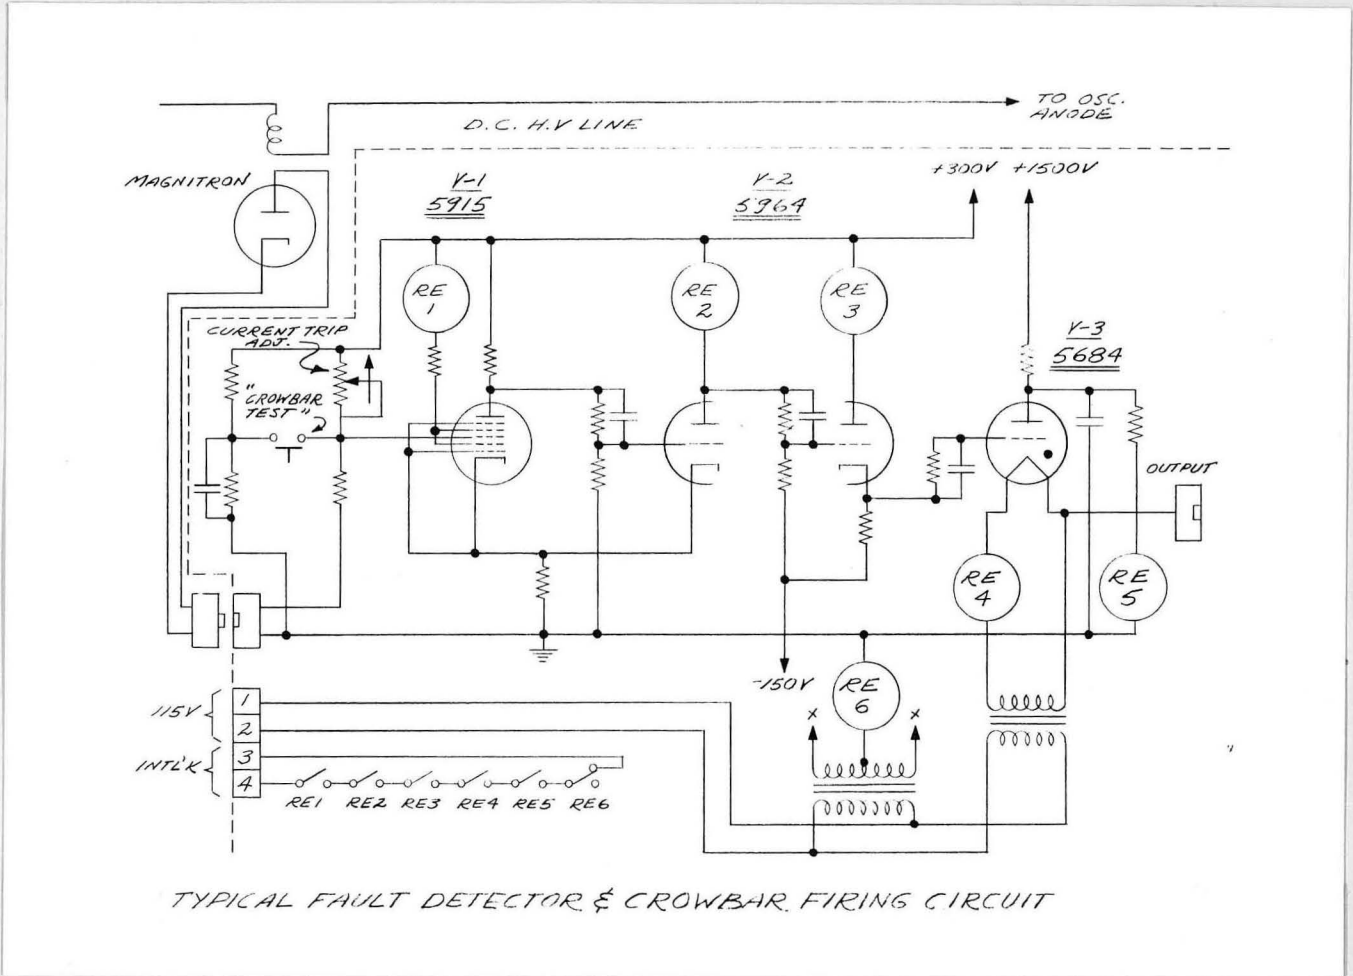 TO OSC.
ANODE
D.C. H.V LINE
MAGNITRON
+300V +1500V
V-1
5915
V-2
5964
RE
1
RE
2
RE
3
V-3
5684
CURRENT TRIP
ADJ.
"CROWBAR
TEST"
OUTPUT
RE
4
RE
5
-150V
RE
6
X
X
115V
1
2
INTL'K
3
4
RE1 RE2 RE3 RE4 RE5 RE6
TYPICAL FAULT DETECTOR & CROWBAR FIRING CIRCUIT